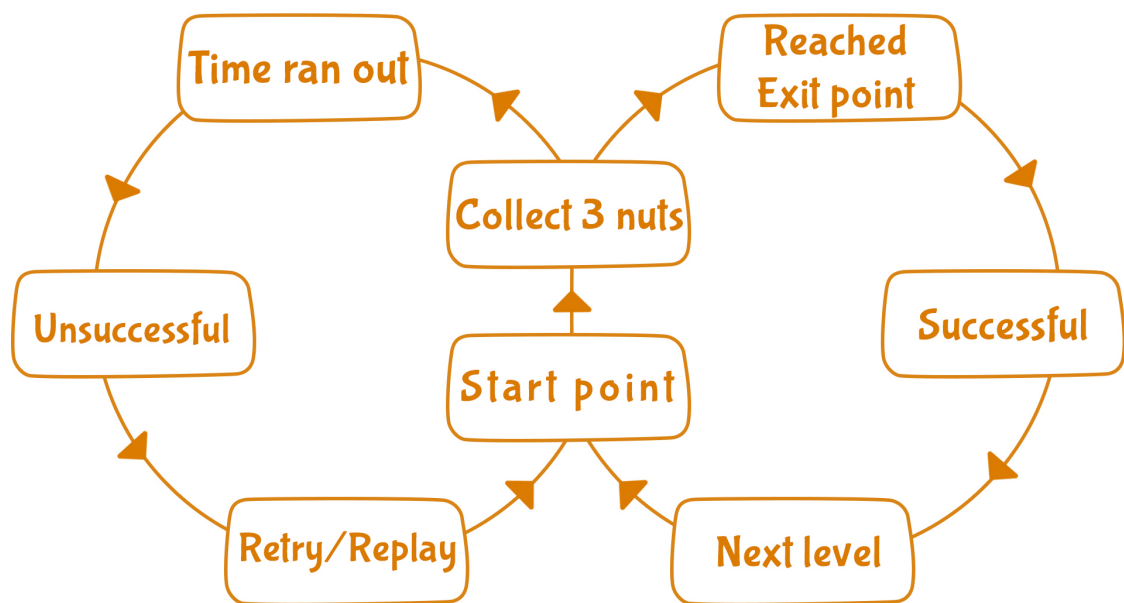 Time ran out
Reached
Exit point
Collect 3 nuts
Unsuccessful
Successful
Start point
Retry/Replay
Next level